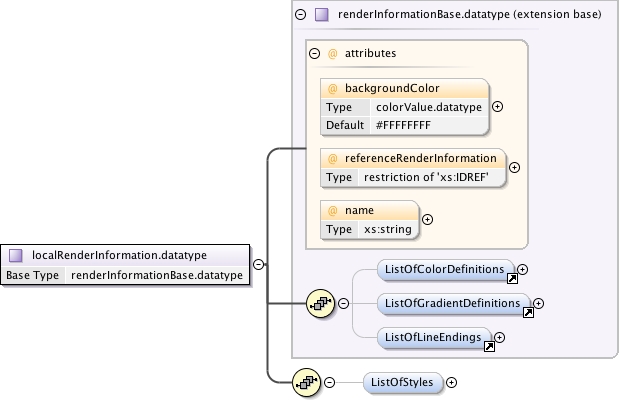 renderInformationBase.datatype (extension base)
@ attributes
@ backgroundColor
Type colorValue.datatype
Default #FFFFFFFF
@ referenceRenderInformation
Type restriction of 'xs:IDREF'
@ name
Type xs:string
localRenderInformation.datatype
Base Type renderInformationBase.datatype
ListOfColorDefinitions
ListOfGradientDefinitions
ListOfLineEndings
ListOfStyles